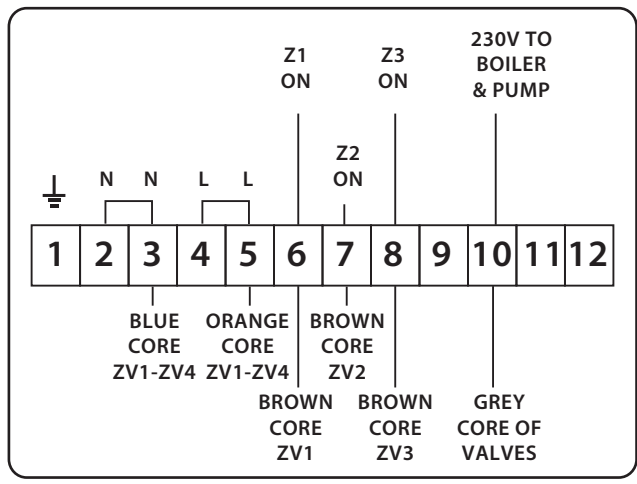 Z1
ON
Z3
ON
230V TO
BOILER
& PUMP
Z2
ON
N N L L
1 2 3 4 5 6 7 8 9 10 11 12
BLUE
CORE
ZV1-ZV4
ORANGE
CORE
ZV1-ZV4
BROWN
CORE
ZV2
BROWN
CORE
ZV1
BROWN
CORE
ZV3
GREY
CORE OF
VALVES